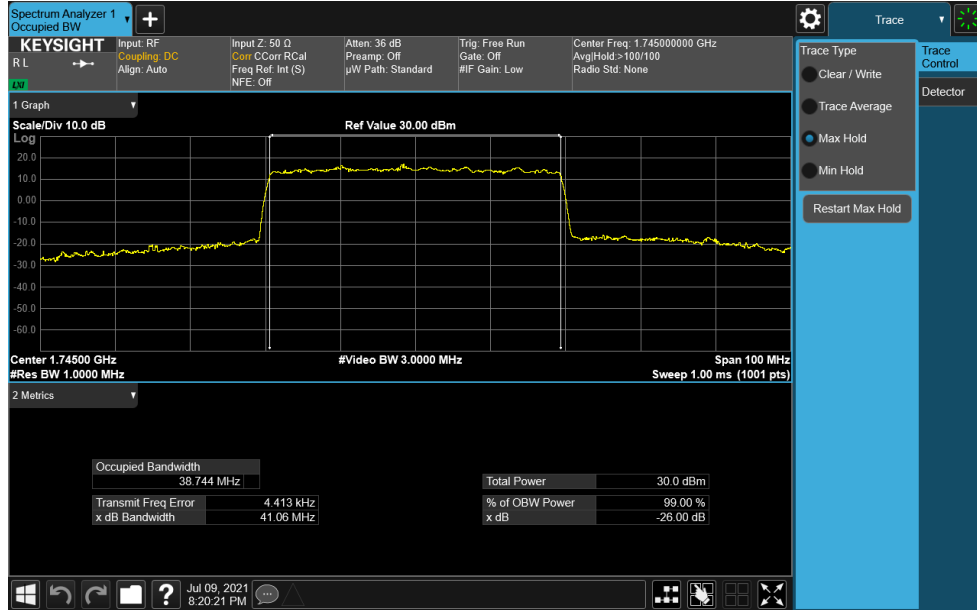 Spectrum Analyzer 1
Occupied BW
Trace
KEYSIGHT
R L
LXI
Input: RF
Coupling: DC
Align: Auto
Input Z: 50 Ω
Corr CCorr RCal
Freq Ref: Int (S)
NFE: Off
Atten: 36 dB
Preamp: Off
µW Path: Standard
Trig: Free Run
Gate: Off
#IF Gain: Low
Center Freq: 1.745000000 GHz
Avg|Hold:>100/100
Radio Std: None
Trace Type
Clear / Write
Trace Average
Max Hold
Min Hold
Restart Max Hold
Trace
Control
Detector
1 Graph
Scale/Div 10.0 dB
Ref Value 30.00 dBm
Log
20.0
10.0
0.00
-10.0
-20.0
-30.0
-40.0
-50.0
-60.0
Center 1.74500 GHz
#Video BW 3.0000 MHz
Span 100 MHz
#Res BW 1.0000 MHz
Sweep 1.00 ms (1001 pts)
2 Metrics
Occupied Bandwidth
38.744 MHz
Total Power 30.0 dBm
Transmit Freq Error 4.413 kHz
% of OBW Power 99.00 %
x dB Bandwidth 41.06 MHz
x dB -26.00 dB
?
Jul 09, 2021
8:20:21 PM